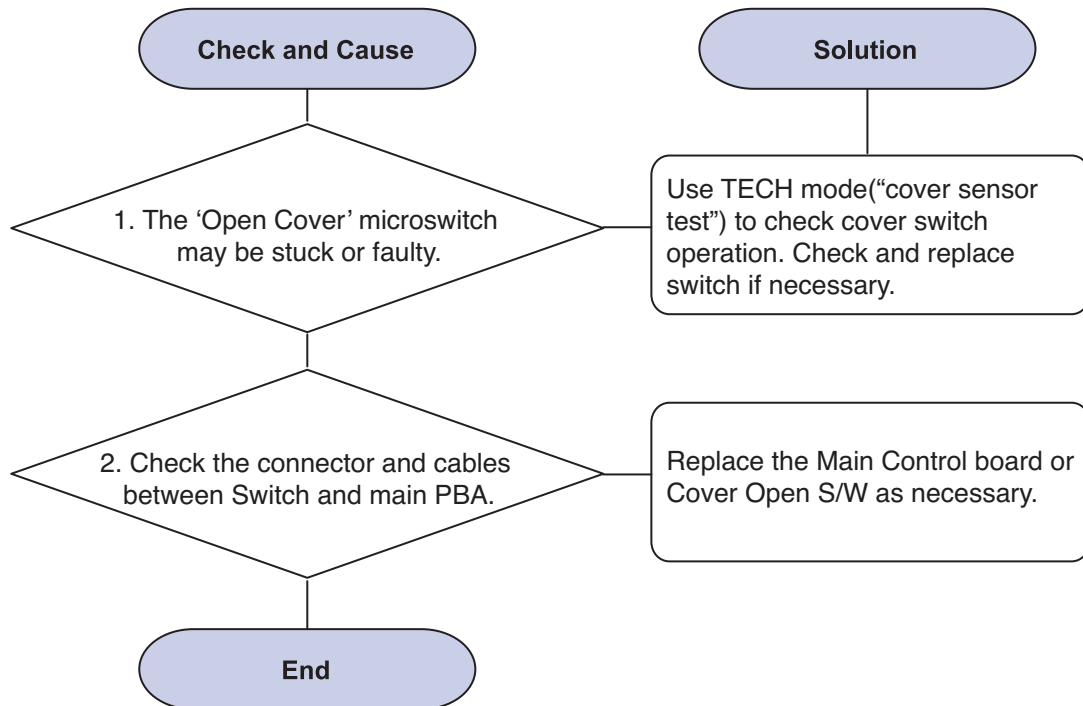 Check and Cause
Solution
1. The ‘Open Cover’ microswitch
may be stuck or faulty.
Use TECH mode(“cover sensor
test”) to check cover switch
operation. Check and replace
switch if necessary.
2. Check the connector and cables
between Switch and main PBA.
Replace the Main Control board or
Cover Open S/W as necessary.
End